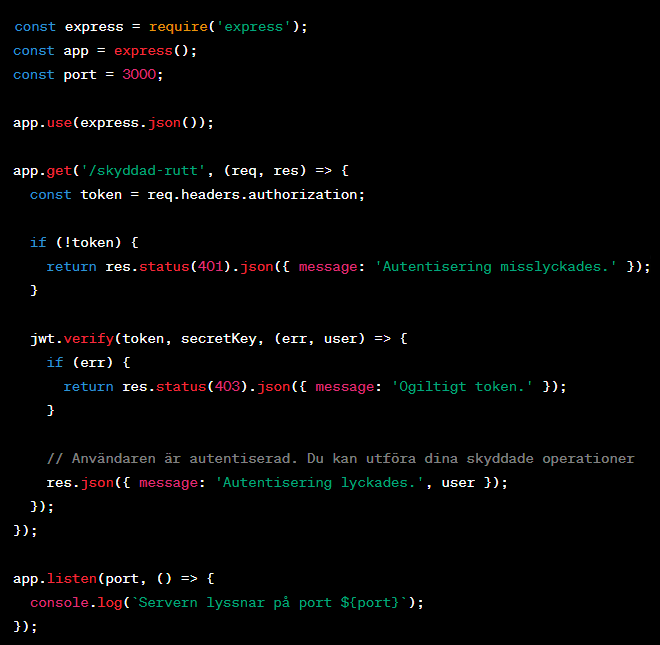 const express = require('express');
const app = express();
const port = 3000;

app.use(express.json());

app.get('/skyddad-rutt', (req, res) => {
  const token = req.headers.authorization;

  if (!token) {
    return res.status(401).json({ message: 'Autentisering misslyckades.' });
  }

  jwt.verify(token, secretKey, (err, user) => {
    if (err) {
      return res.status(403).json({ message: 'Ogiltigt token.' });
    }

    // Användaren är autentiserad. Du kan utföra dina skyddade operationer
    res.json({ message: 'Autentisering lyckades.', user });
  });
});

app.listen(port, () => {
  console.log(`Servern lyssnar på port ${port}`);
});